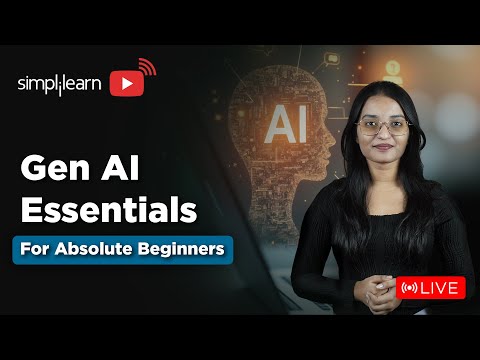 simplilearn
AI
Gen AI
Essentials
For Absolute Beginners
LIVE